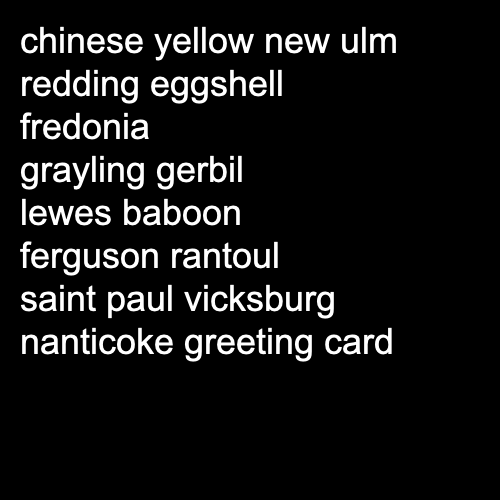 chinese yellow new ulm
redding eggshell
fredonia
grayling gerbil
lewes baboon
ferguson rantoul
saint paul vicksburg
nanticoke greeting card